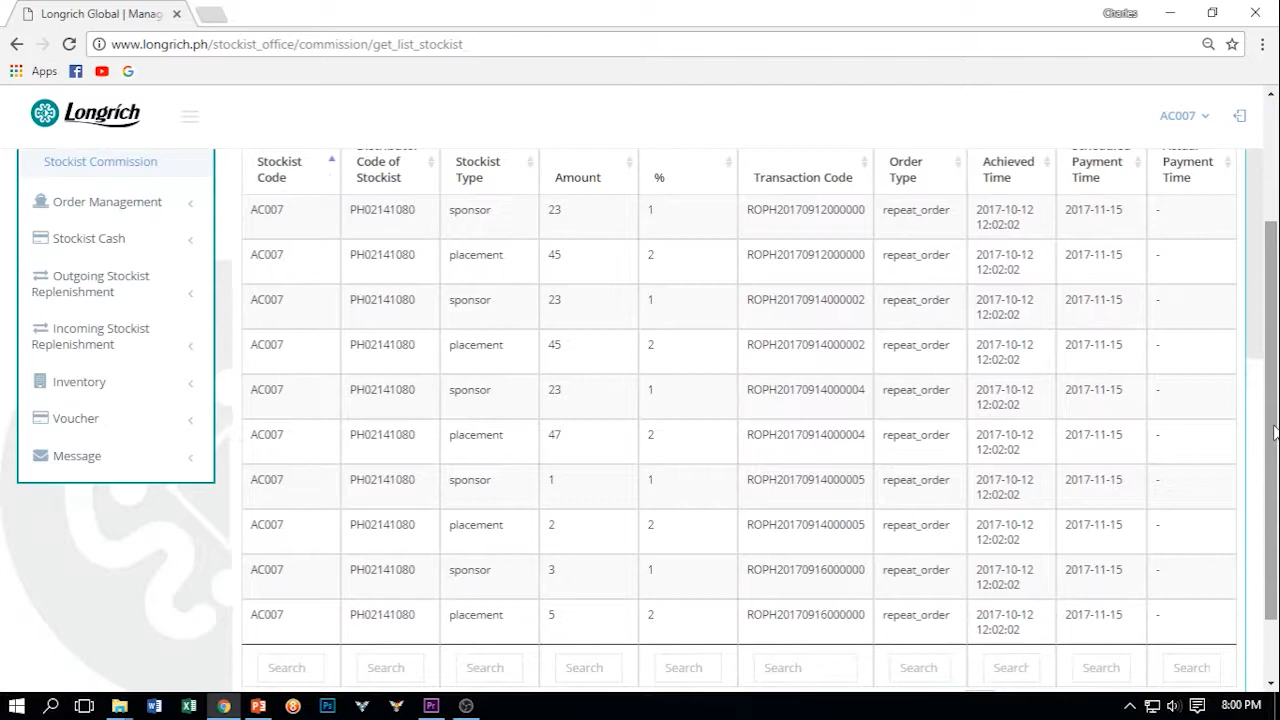 Longrich Global | Manag
Charles
www.longrich.ph/stockist_office/commission/get_list_stockist
Apps
Longrich
AC007
Stockist Commission
Order Management
Stockist Cash
Outgoing Stockist
Replenishment
Incoming Stockist
Replenishment
Inventory
Voucher
Message
Stockist Code
Code of Stockist
Stockist Type
Amount
%
Transaction Code
Order Type
Achieved Time
Payment Time
Payment Time
AC007 PH02141080 sponsor 23 1 ROPH20170912000000 repeat_order 2017-10-12 12:02:02 2017-11-15 -
AC007 PH02141080 placement 45 2 ROPH20170912000000 repeat_order 2017-10-12 12:02:02 2017-11-15 -
AC007 PH02141080 sponsor 23 1 ROPH20170914000002 repeat_order 2017-10-12 12:02:02 2017-11-15 -
AC007 PH02141080 placement 45 2 ROPH20170914000002 repeat_order 2017-10-12 12:02:02 2017-11-15 -
AC007 PH02141080 sponsor 23 1 ROPH20170914000004 repeat_order 2017-10-12 12:02:02 2017-11-15 -
AC007 PH02141080 placement 47 2 ROPH20170914000004 repeat_order 2017-10-12 12:02:02 2017-11-15 -
AC007 PH02141080 sponsor 1 1 ROPH20170914000005 repeat_order 2017-10-12 12:02:02 2017-11-15 -
AC007 PH02141080 placement 2 2 ROPH20170914000005 repeat_order 2017-10-12 12:02:02 2017-11-15 -
AC007 PH02141080 sponsor 3 1 ROPH20170916000000 repeat_order 2017-10-12 12:02:02 2017-11-15 -
AC007 PH02141080 placement 5 2 ROPH20170916000000 repeat_order 2017-10-12 12:02:02 2017-11-15 -
Search Search Search Search Search Search Search Search Search Search
8:00 PM